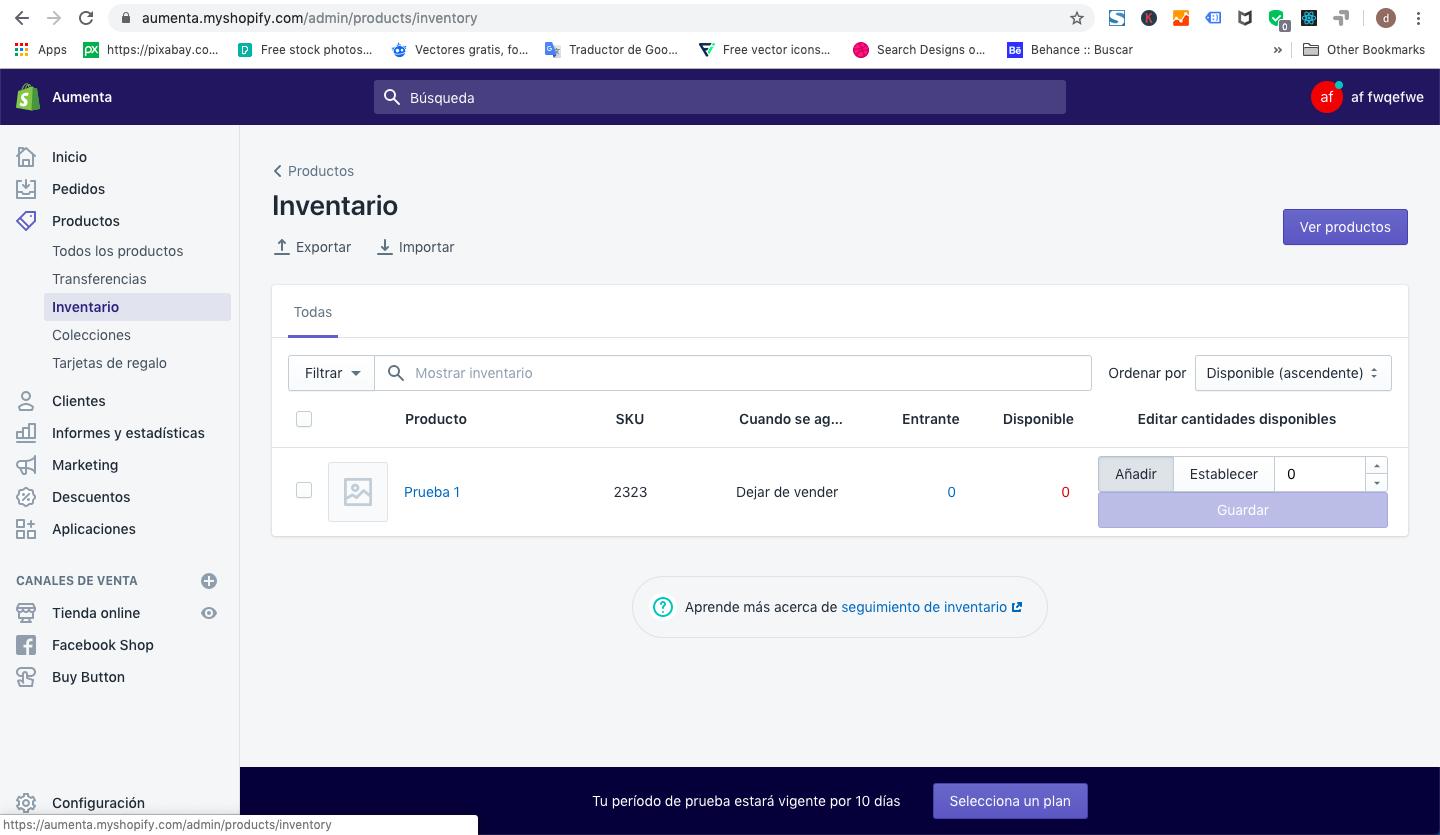 aumenta.myshopify.com/admin/products/inventory
0
d
Apps
https://pixabay.co...
Free stock photos...
Vectores gratis, fo...
Traductor de Goo...
Free vector icons...
Search Designs o...
Bē Behance :: Buscar
»
Other Bookmarks
Aumenta
Búsqueda
af
af fwqefwe
Inicio
Pedidos
Productos
Todos los productos
Transferencias
Inventario
Colecciones
Tarjetas de regalo
Clientes
Informes y estadísticas
Marketing
Descuentos
Aplicaciones
CANALES DE VENTA
Tienda online
Facebook Shop
Buy Button
Configuración
https://aumenta.myshopify.com/admin/products/inventory
Productos
Inventario
Exportar
Importar
Ver productos
Todas
Filtrar
Mostrar inventario
Ordenar por
Disponible (ascendente)
Producto SKU Cuando se ag... Entrante Disponible Editar cantidades disponibles
Prueba 1 2323 Dejar de vender 0 0 Añadir Establecer 0
Guardar
Aprende más acerca de seguimiento de inventario
Tu período de prueba estará vigente por 10 días
Selecciona un plan